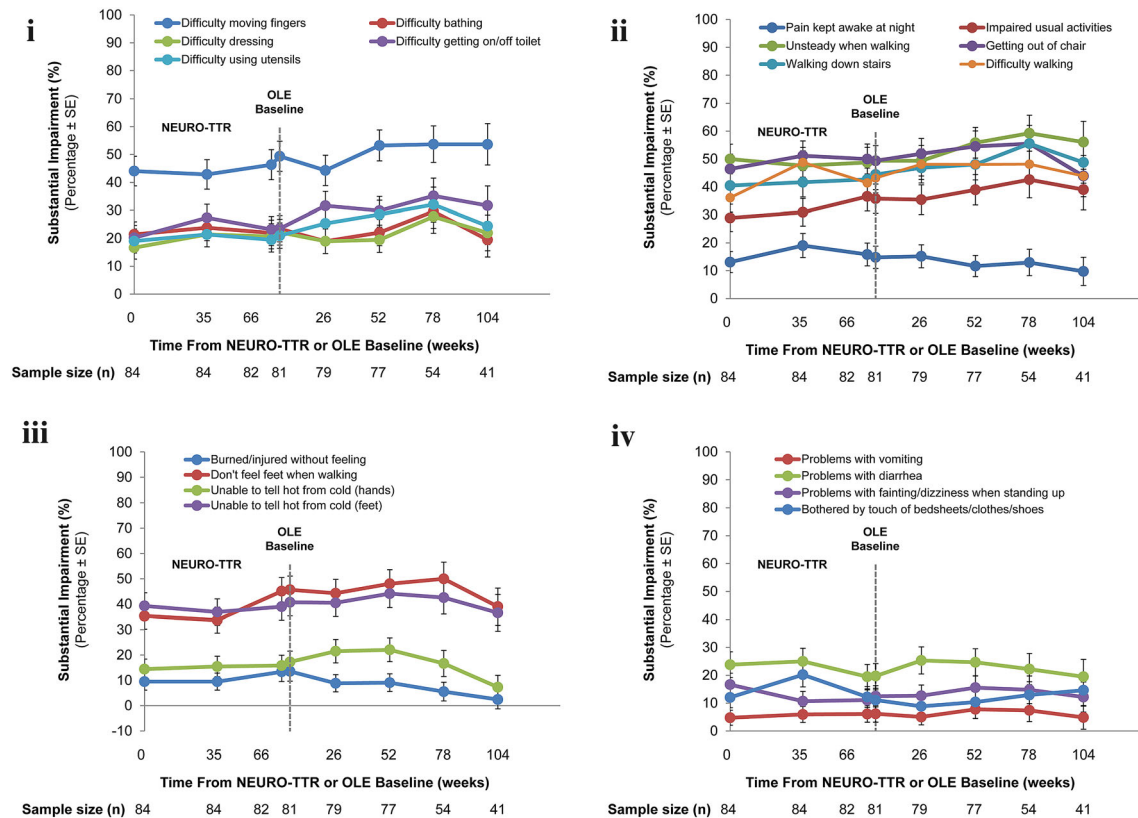 i
Difficulty moving fingers Difficulty bathing
Difficulty dressing Difficulty getting on/off toilet
Difficulty using utensils
Substantial Impairment (%)
(Percentage ± SE)
100
90
80
70
60
50
40
30
20
10
0
NEURO-TTR
OLE
Baseline
0 35 66 26 52 78 104
Time From NEURO-TTR or OLE Baseline (weeks)
Sample size (n) 84 84 82 81 79 77 54 41
ii
Pain kept awake at night Impaired usual activities
Unsteady when walking Getting out of chair
Walking down stairs Difficulty walking
Substantial Impairment (%)
(Percentage ± SE)
100
90
80
70
60
50
40
30
20
10
0
NEURO-TTR
OLE
Baseline
0 35 66 26 52 78 104
Time From NEURO-TTR or OLE Baseline (weeks)
Sample size (n) 84 84 82 81 79 77 54 41
iii
Burned/injured without feeling
Don't feel feet when walking
Unable to tell hot from cold (hands)
Unable to tell hot from cold (feet)
Substantial Impairment (%)
(Percentage ± SE)
100
90
80
70
60
50
40
30
20
10
0
-10
NEURO-TTR
OLE
Baseline
0 35 66 26 52 78 104
Time From NEURO-TTR or OLE Baseline (weeks)
Sample size (n) 84 84 82 81 79 77 54 41
iv
Problems with vomiting
Problems with diarrhea
Problems with fainting/dizziness when standing up
Bothered by touch of bedsheets/clothes/shoes
Substantial Impairment (%)
(Percentage ± SE)
100
90
80
70
60
50
40
30
20
10
0
NEURO-TTR
OLE
Baseline
0 35 66 26 52 78 104
Time From NEURO-TTR or OLE Baseline (weeks)
Sample size (n) 84 84 82 81 79 77 54 41